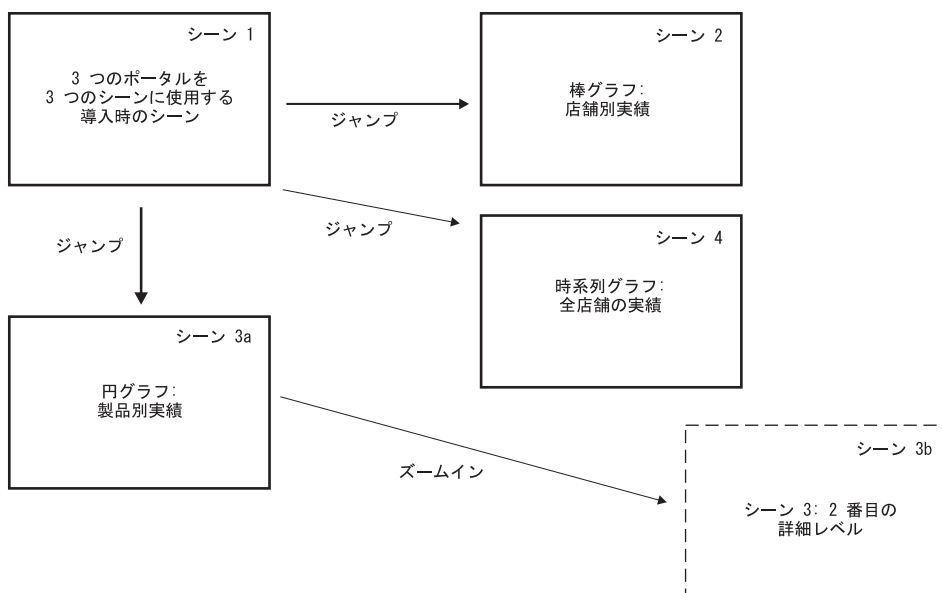 シーン 1
3 つのポータルを
3 つのシーンに使用する
導入時のシーン
ジャンプ
シーン 2
棒グラフ:
店舗別実績
ジャンプ
シーン 4
時系列グラフ:
全店舗の実績
ジャンプ
シーン 3a
円グラフ:
製品別実績
ズームイン
シーン 3b
シーン 3: 2 番目の
詳細レベル